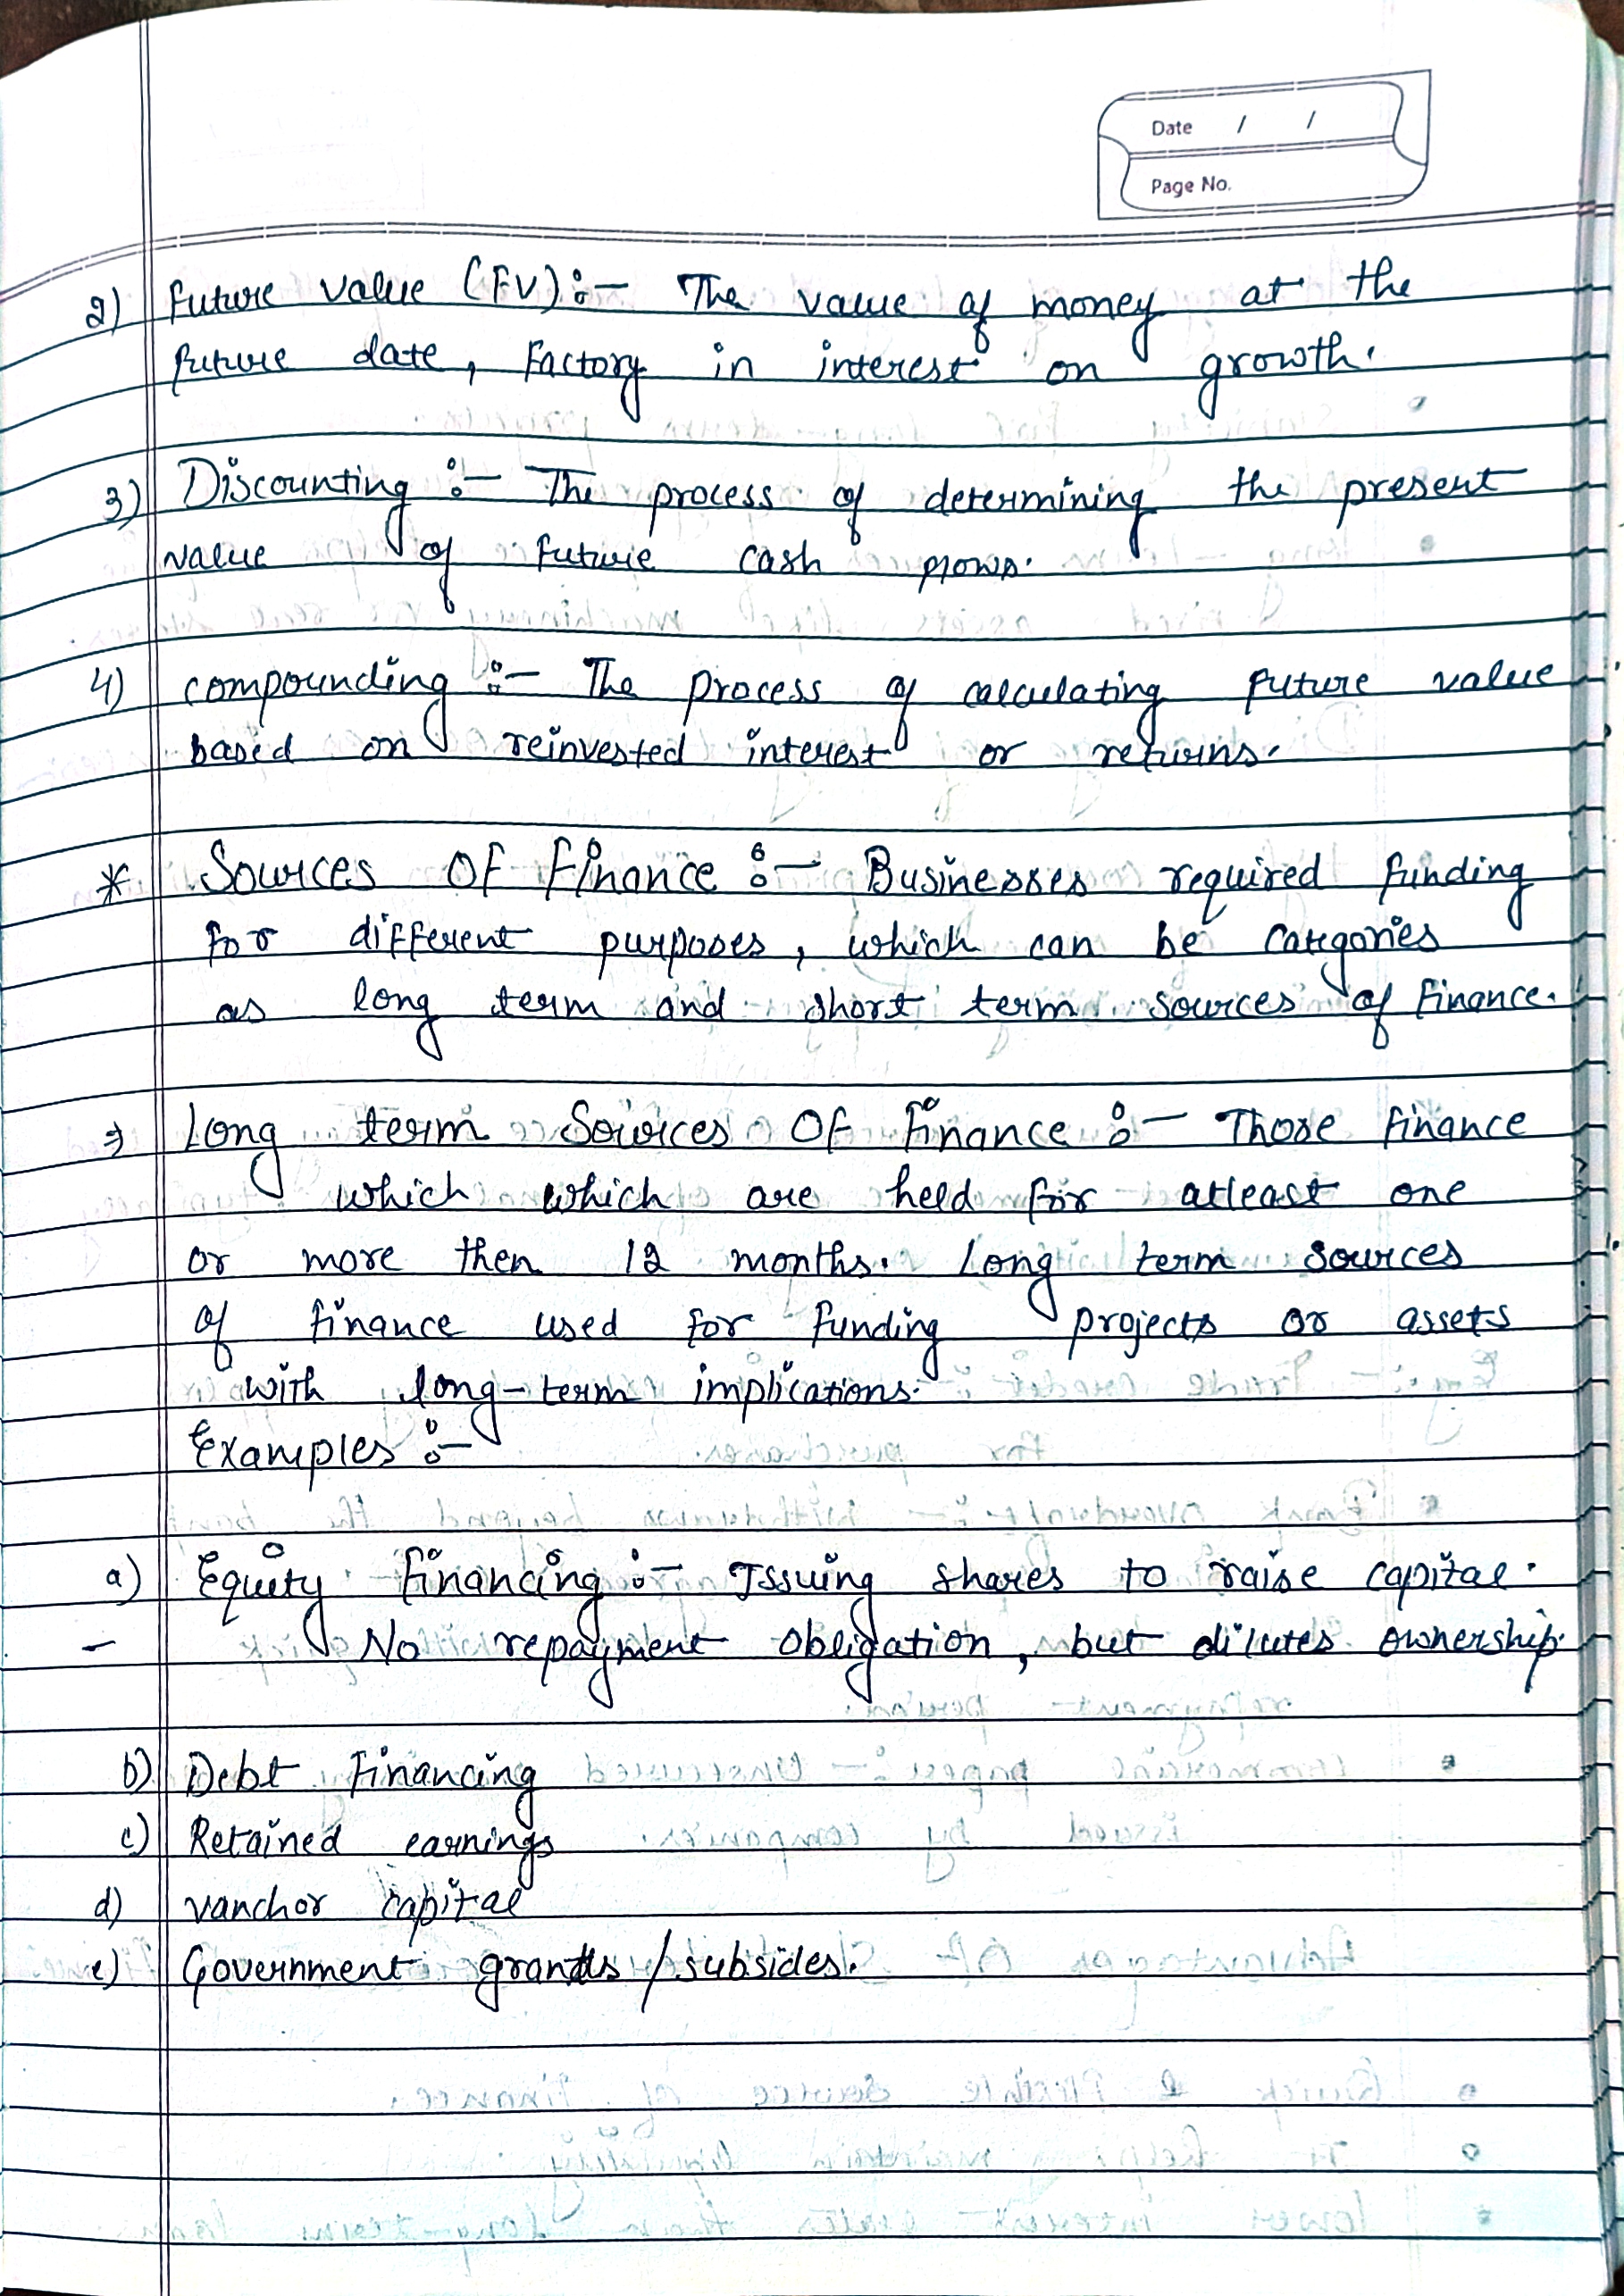 Date / /
Page No.
2) Future value (FV) :- The value of money at the
future date, Factory in interest on growth.
3) Discounting :- The process of determining the present
value of future cash flows.
4) compounding :- The process of calculating future value
based on reinvested interest or returns.
* Sources OF Finance :- Businesses required funding
for different purposes, which can be categories
as long term and short term sources of finance.
→ Long term Sources OF Finance :- Those finance
which which are held for atleast one
or more then 12 months. Long term sources
of finance used for funding projects or assets
with long-term implications.
Examples :-
a) Equity financing :- Issuing shares to raise capital.
- No repayment obligation, but dilutes ownership.
b) Debt Financing
c) Retained earnings
d) vanchor capital
e) Government grants / subsides.